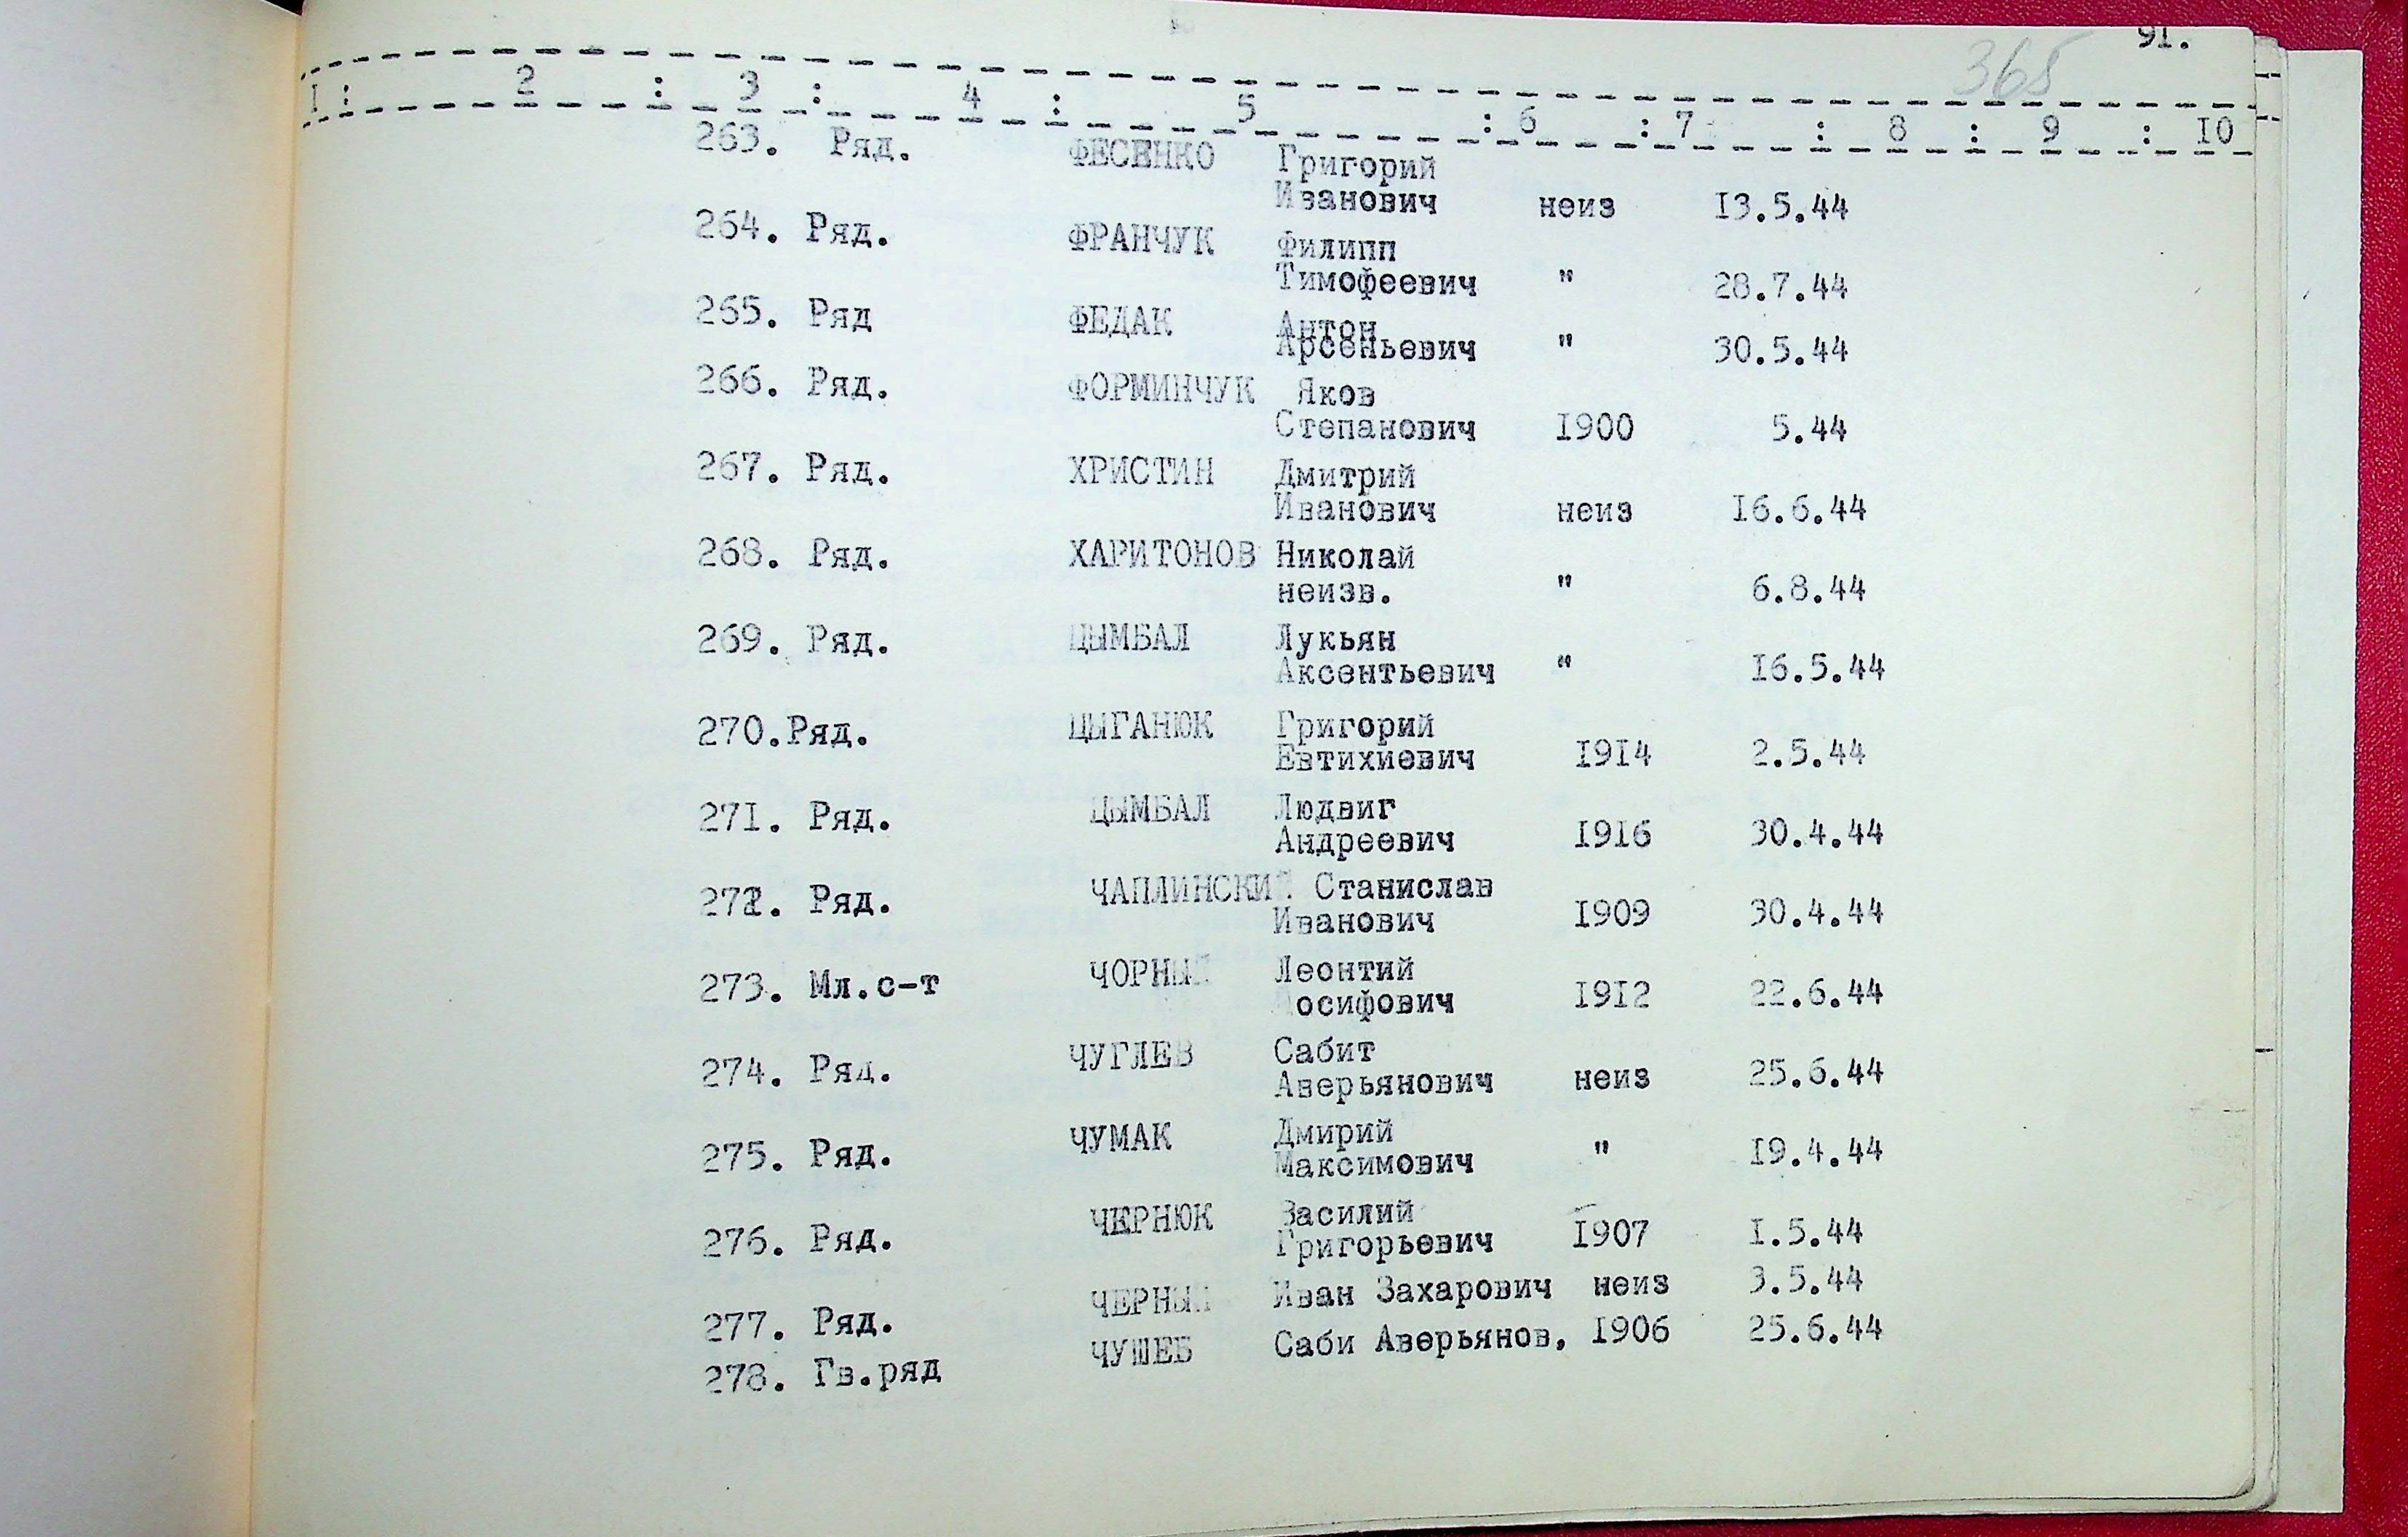 91.
365
1 : 2 : 3 : 4 : 5 : 6 : 7 : 8 : 9 : 10
263. Ряд. ФЕСЕНКО Григорий
Иванович неиз 13.5.44
264. Ряд. ФРАНЧУК Филипп
Тимофеевич " 28.7.44
265. Ряд ФЕДАК Антон
Арсеньевич " 30.5.44
266. Ряд. ФОРМИНЧУК Яков
Степанович 1900 5.44
267. Ряд. ХРИСТИН Дмитрий
Иванович неиз 16.6.44
268. Ряд. ХАРИТОНОВ Николай
неизв. " 6.8.44
269. Ряд. ЦЫМБАЛ Лукьян
Аксентьевич " 16.5.44
270.Ряд. ЦЫГАНЮК Григорий
Евтихиевич 1914 2.5.44
271. Ряд. ЦЫМБАЛ Людвиг
Андреевич 1916 30.4.44
272. Ряд. ЧАПЛИНСКИЙ Станислав
Иванович 1909 30.4.44
273. Мл.с-т ЧОРНЫЙ Леонтий
Иосифович 1912 22.6.44
274. Ряд. ЧУГЛЕВ Сабит
Аверьянович неиз 25.6.44
275. Ряд. ЧУМАК Дмирий
Максимович " 19.4.44
276. Ряд. ЧЕРНЮК Василий
Григорьевич 1907 1.5.44
277. Ряд. ЧЕРНЫЙ Иван Захарович неиз 3.5.44
278. Гв.ряд ЧУШЕБ Саби Аверьянов, 1906 25.6.44